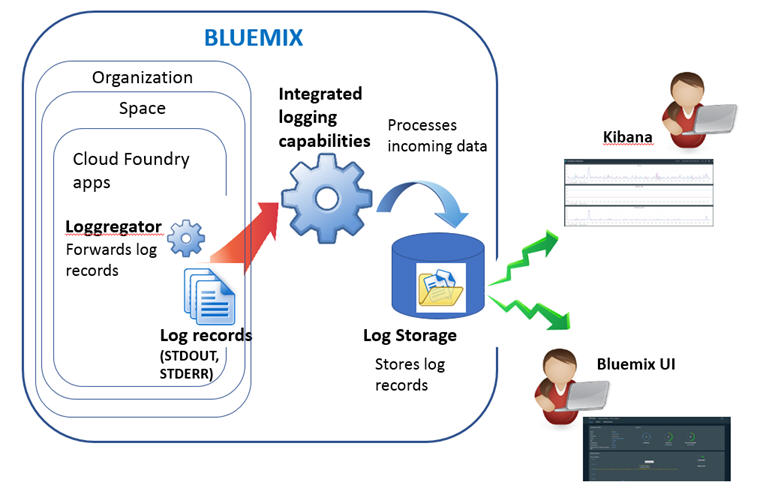 BLUEMIX
Organization
Space
Cloud Foundry
apps
Loggregator
Forwards log
records
Log records
(STDOUT,
STDERR)
Integrated
logging
capabilities
Processes
incoming data
Log Storage
Stores log
records
Kibana
Bluemix UI